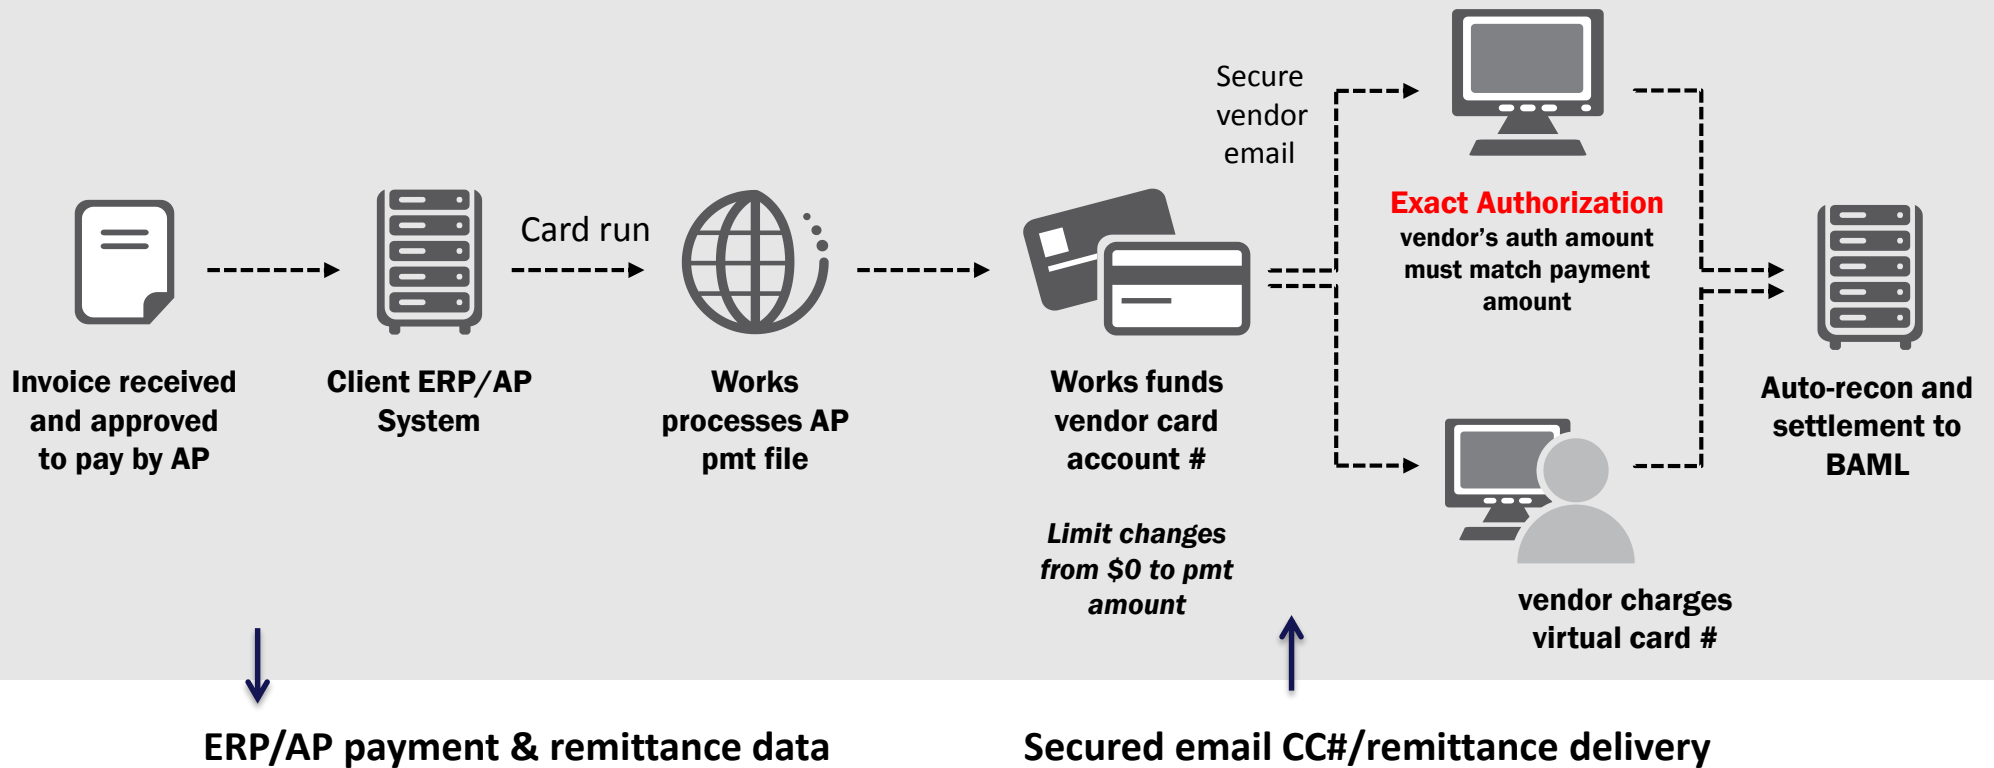 Invoice received
and approved
to pay by AP
Client ERP/AP
System
Card run
Works
processes AP
pmt file
Works funds
vendor card
account #
Limit changes
from $0 to pmt
amount
Secure
vendor
email
Exact Authorization
vendor’s auth amount
must match payment
amount
vendor charges
virtual card #
Auto-recon and
settlement to
BAML
ERP/AP payment & remittance data
Secured email CC#/remittance delivery